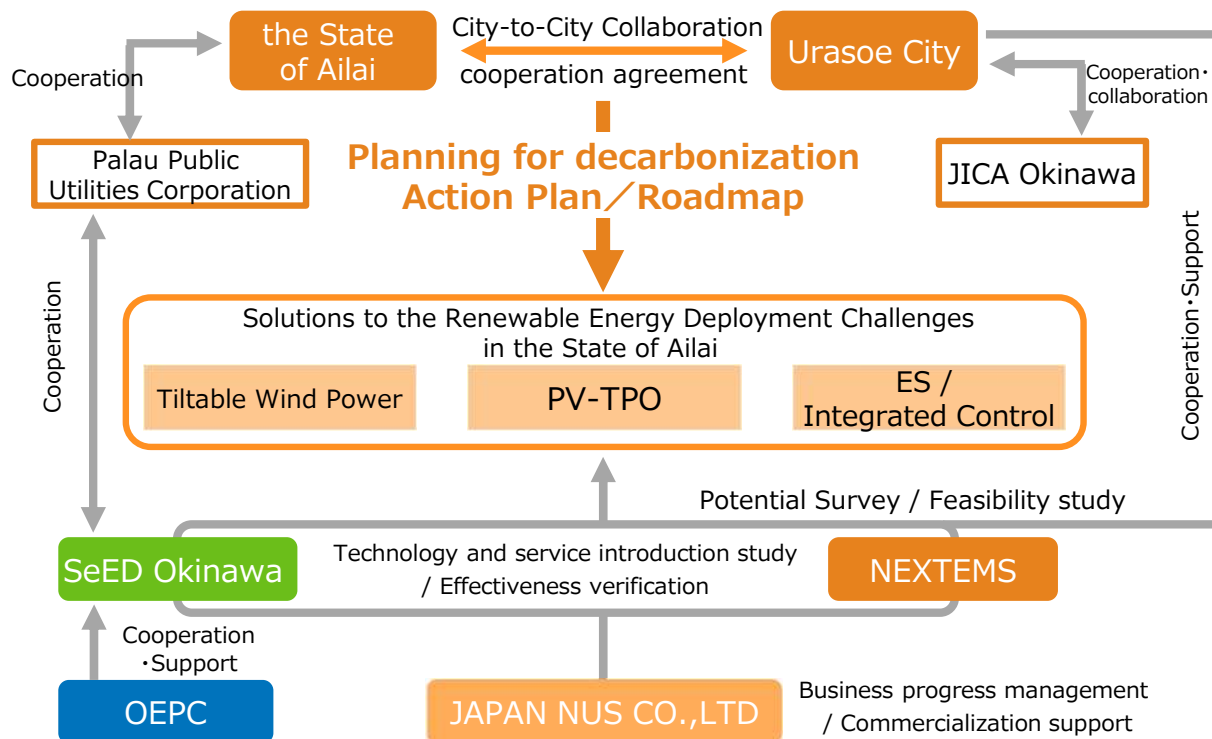 the State
of Ailai
City-to-City Collaboration
cooperation agreement
Urasoe City
Cooperation
Cooperation・
collaboration
Palau Public
Utilities Corporation
Planning for decarbonization
Action Plan／Roadmap
JICA Okinawa
Cooperation
Cooperation・Support
Solutions to the Renewable Energy Deployment Challenges
in the State of Ailai
Tiltable Wind Power
PV-TPO
ES /
Integrated Control
Potential Survey / Feasibility study
SeED Okinawa
Technology and service introduction study
/ Effectiveness verification
NEXTEMS
Cooperation
・Support
OEPC
JAPAN NUS CO.,LTD
Business progress management
/ Commercialization support